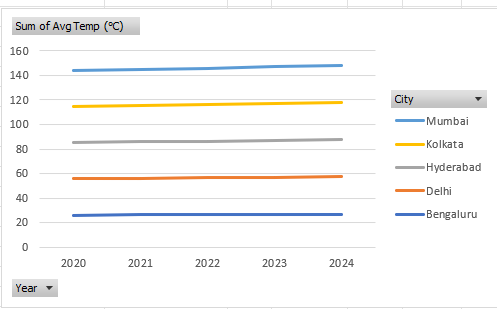 Sum of Avg Temp (°C)
160
140
120
100
80
60
40
20
0
2020 2021 2022 2023 2024
City
Mumbai
Kolkata
Hyderabad
Delhi
Bengaluru
Year